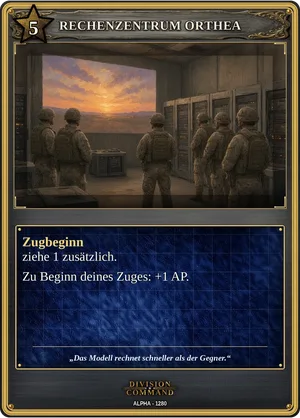 5
RECHENZENTRUM ORTHEA
Zugbeginn
ziehe 1 zusätzlich.
Zu Beginn deines Zuges: +1 AP.
„Das Modell rechnet schneller als der Gegner.“
DIVISION
COMMAND
ALPHA - 1280